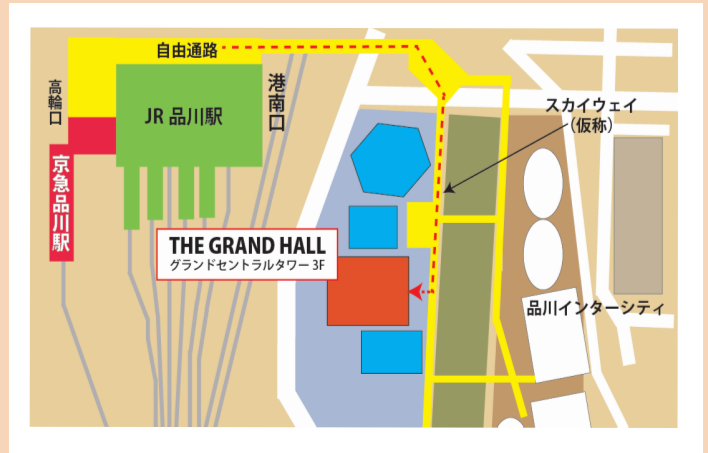 自由通路
高輪口
JR 品川駅
港南口
京急品川駅
スカイウェイ
（仮称）
THE GRAND HALL
グランドセントラルタワー 3F
品川インターシティ